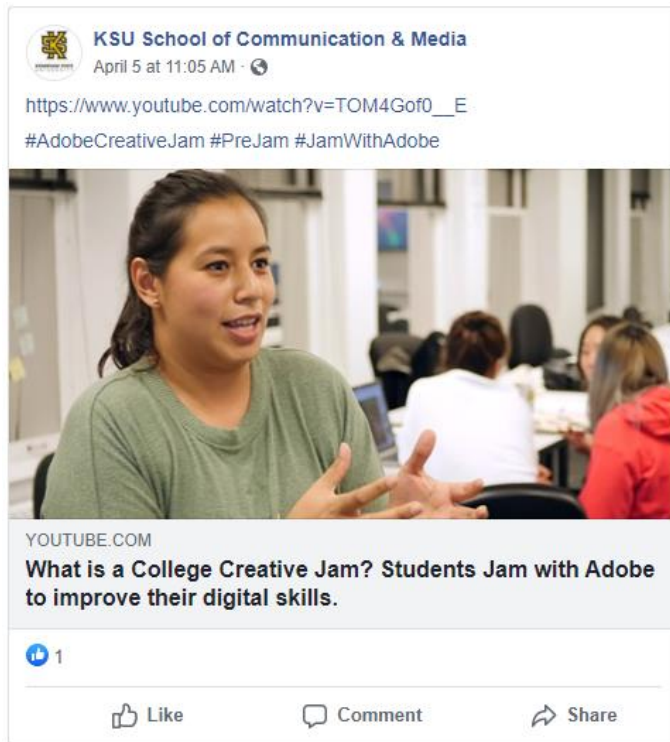 KSU School of Communication & Media
April 5 at 11:05 AM ·
https://www.youtube.com/watch?v=TOM4Gof0__E
#AdobeCreativeJam #PreJam #JamWithAdobe
YOUTUBE.COM
What is a College Creative Jam? Students Jam with Adobe
to improve their digital skills.
1
Like Comment Share